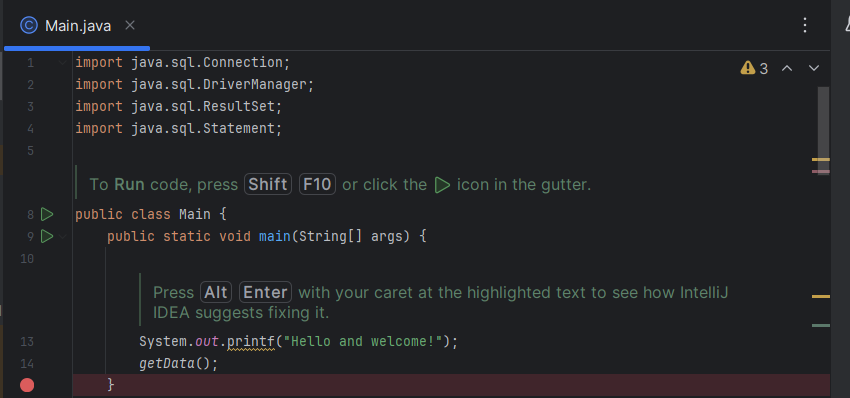 Main.java
3
1 import java.sql.Connection;
2 import java.sql.DriverManager;
3 import java.sql.ResultSet;
4 import java.sql.Statement;
5
To Run code, press Shift F10 or click the icon in the gutter.
8 public class Main {
9 public static void main(String[] args) {
10
Press Alt Enter with your caret at the highlighted text to see how IntelliJ
IDEA suggests fixing it.
13 System.out.printf("Hello and welcome!");
14 getData();
}